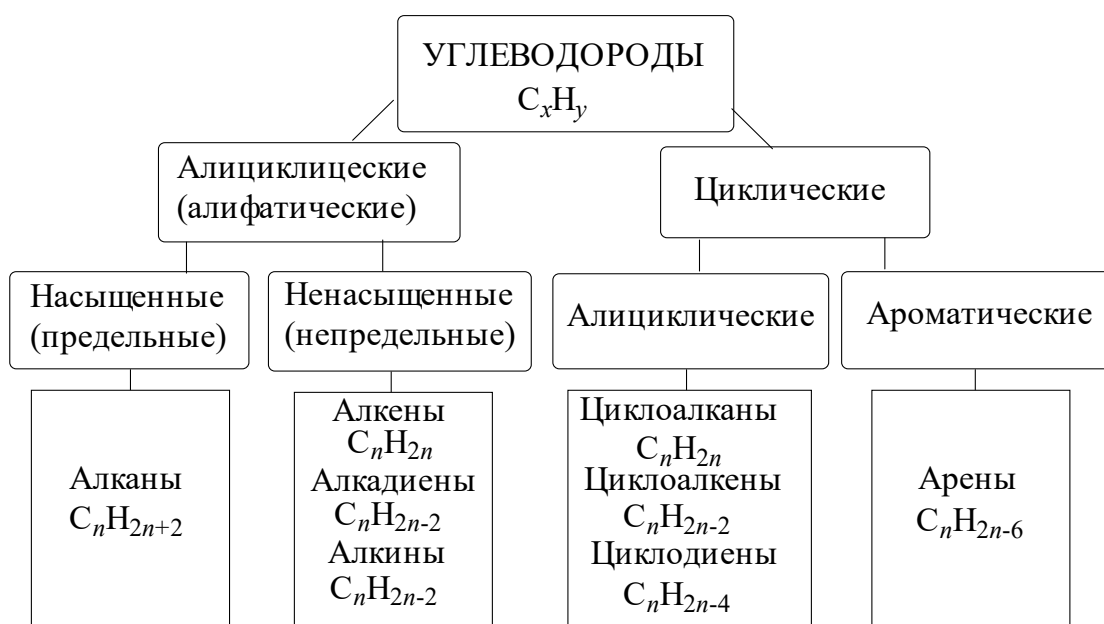 УГЛЕВОДОРОДЫ
CxHy
Алициклицеские
(алифатические)
Циклические
Насыщенные
(предельные)
Ненасыщенные
(непредельные)
Алициклические
Ароматические
Алканы
CnH2n+2
Алкены
CnH2n
Алкадиены
CnH2n-2
Алкины
CnH2n-2
Циклоалканы
CnH2n
Циклоалкены
CnH2n-2
Циклодиены
CnH2n-4
Арены
CnH2n-6